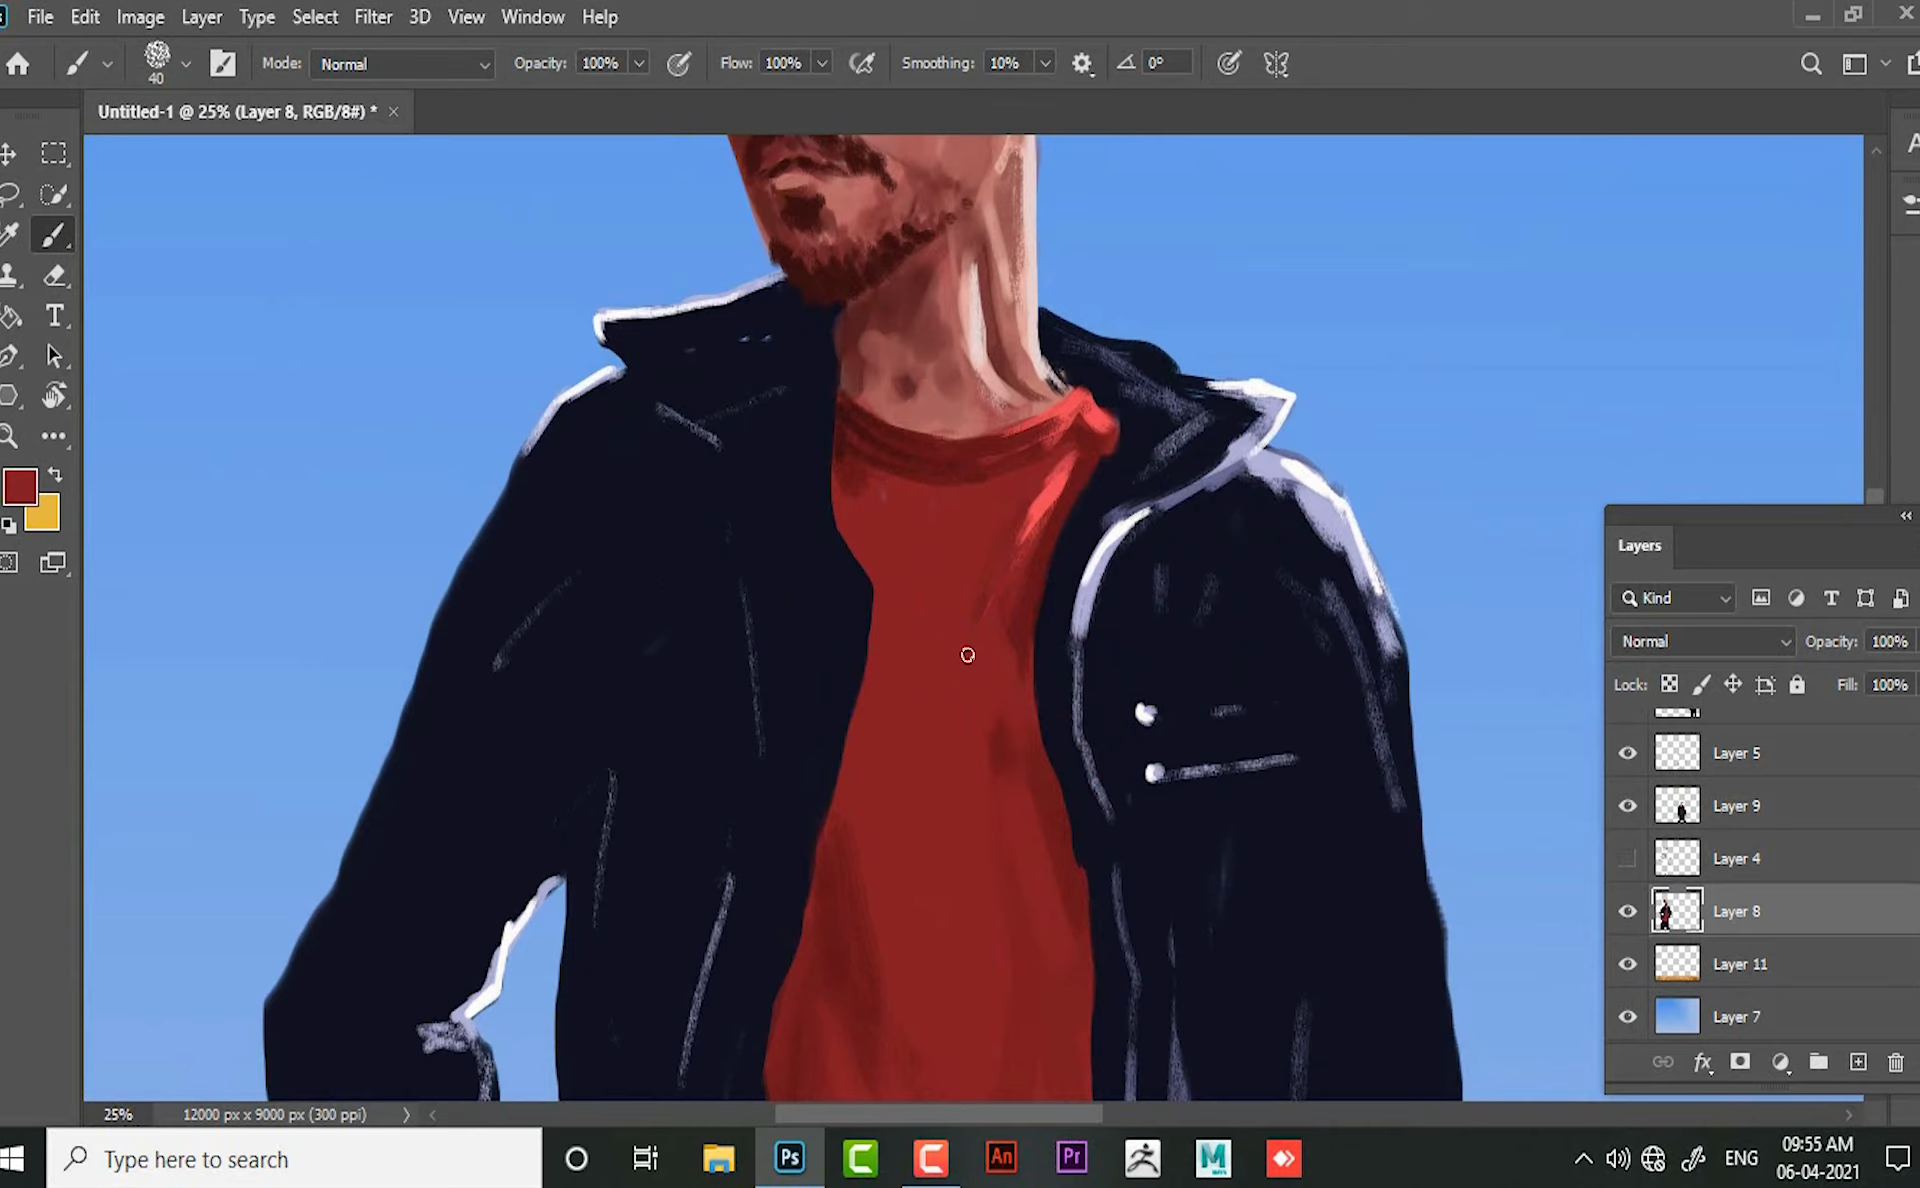 File Edit Image Layer Type Select Filter 3D View Window Help
40 Mode: Normal Opacity: 100% Flow: 100% Smoothing: 10% 0°
Untitled-1 @ 25% (Layer 8, RGB/8#) *
Layers
Kind
Normal Opacity: 100%
Lock: Fill: 100%
Layer 5
Layer 9
Layer 4
Layer 8
Layer 11
Layer 7
fx
25% 12000 px x 9000 px (300 ppi)
Type here to search
Ps An Pr M
ENG
09:55 AM
06-04-2021